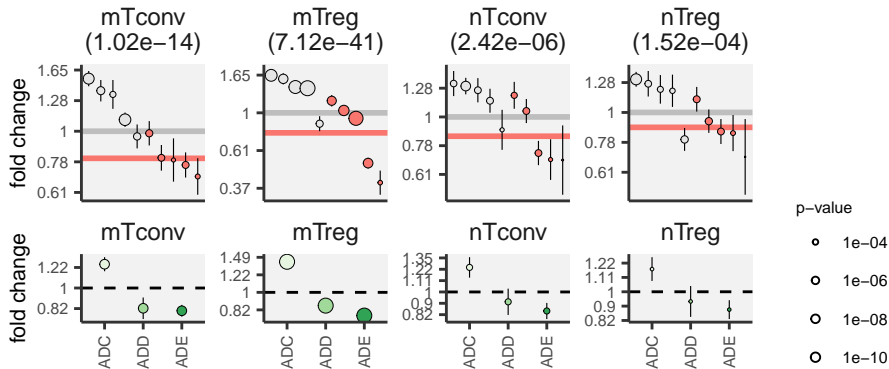 mTconv
(1.02e−14)
mTreg
(7.12e−41)
nTconv
(2.42e−06)
nTreg
(1.52e−04)
fold change
1.65
1.28
1
0.78
0.61
1.65
1
0.61
0.37
1.28
1
0.78
0.61
1.28
1
0.78
0.61
mTconv
mTreg
nTconv
nTreg
fold change
1.22
1
0.82
1.49
1.22
1
0.82
1.35
1.22
1.11
1
0.9
0.82
1.22
1.11
1
0.9
0.82
ADC
ADD
ADE
ADC
ADD
ADE
ADC
ADD
ADE
ADC
ADD
ADE
p−value
1e−04
1e−06
1e−08
1e−10